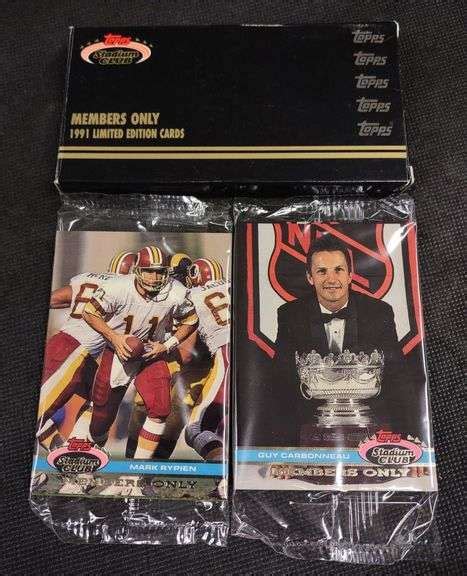 Topps
Stadium
CLUB
MEMBERS ONLY
1991 LIMITED EDITION CARDS
Topps
Topps
Topps
Topps
Topps
11
Topps
Stadium
CLUB
MARK RYPIEN
MEMBERS ONLY
Topps
Stadium
CLUB
GUY CARBONNEAU
MEMBERS ONLY